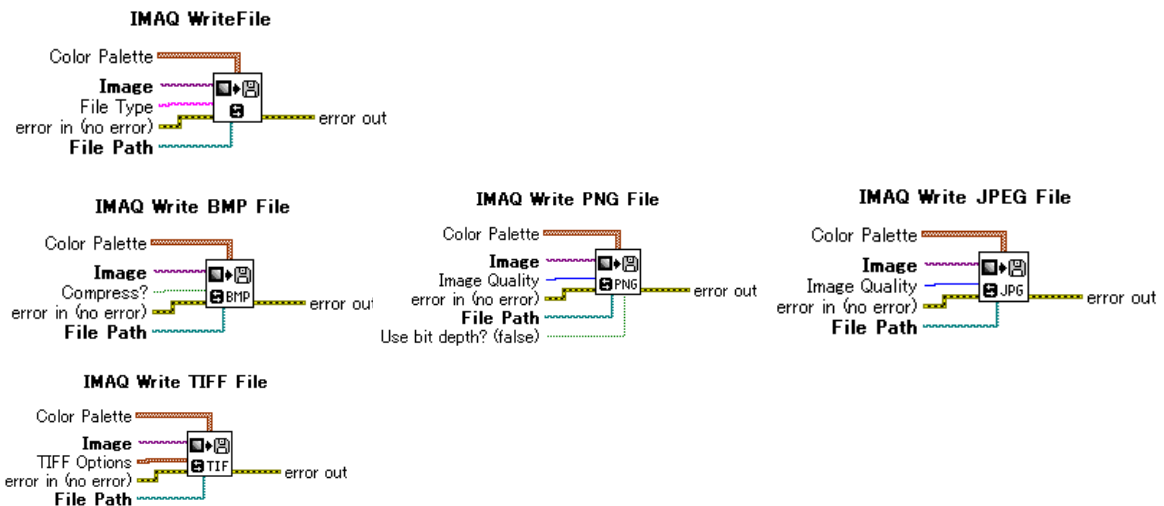 IMAQ WriteFile
Color Palette
Image
File Type
error in (no error)
File Path
error out
IMAQ Write BMP File
Color Palette
Image
Compress?
error in (no error)
File Path
BMP
error out
IMAQ Write PNG File
Color Palette
Image
Image Quality
error in (no error)
File Path
Use bit depth? (false)
PNG
error out
IMAQ Write JPEG File
Color Palette
Image
Image Quality
error in (no error)
File Path
JPG
error out
IMAQ Write TIFF File
Color Palette
Image
TIFF Options
error in (no error)
File Path
TIF
error out